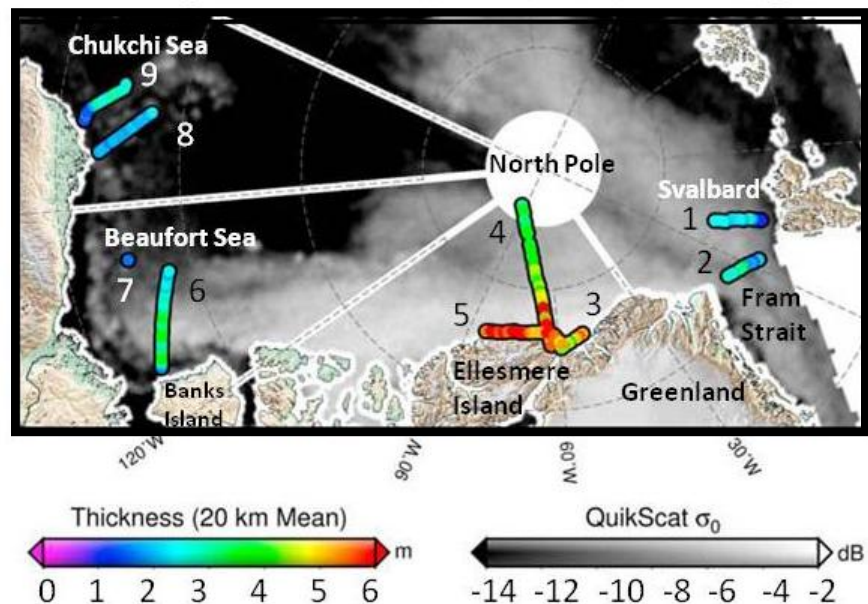 Chukchi Sea
9
8
North Pole
Svalbard
1
Beaufort Sea
4
2
7
6
5
3
Fram
Strait
Ellesmere
Island
Greenland
Banks
Island
120°W
90°W
60°W
30°W
Thickness (20 km Mean)
m
0 1 2 3 4 5 6
QuikScat σ₀
dB
-14 -12 -10 -8 -6 -4 -2